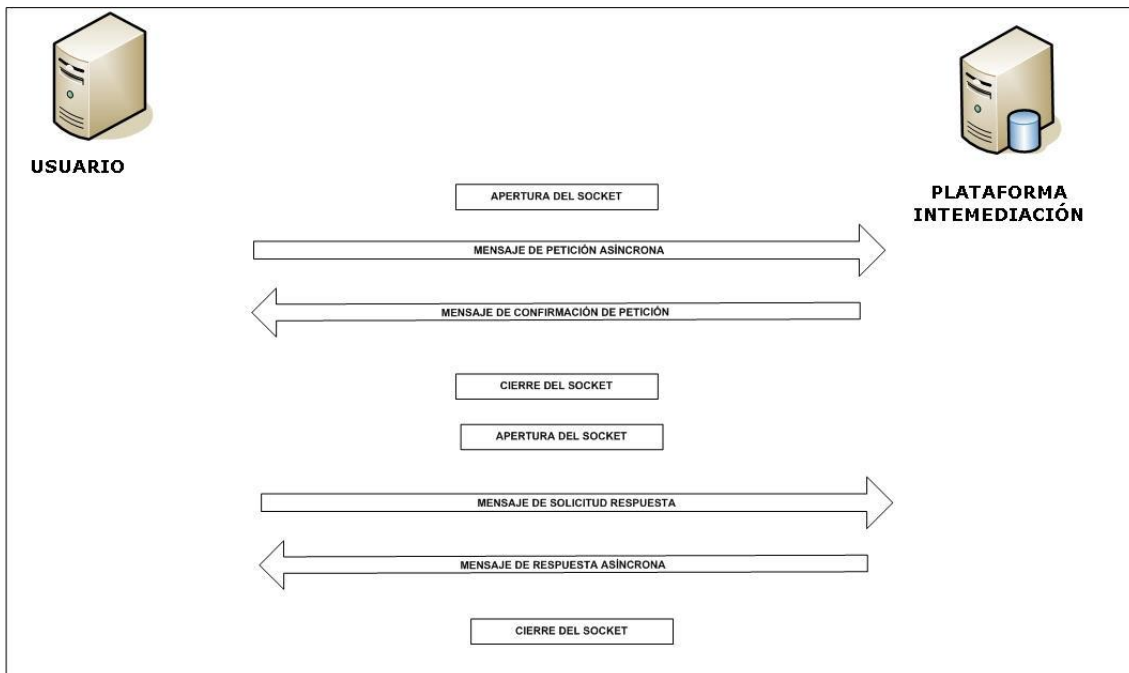 USUARIO
PLATAFORMA
INTEMEDIACIÓN
APERTURA DEL SOCKET
MENSAJE DE PETICIÓN ASÍNCRONA
MENSAJE DE CONFIRMACIÓN DE PETICIÓN
CIERRE DEL SOCKET
APERTURA DEL SOCKET
MENSAJE DE SOLICITUD RESPUESTA
MENSAJE DE RESPUESTA ASÍNCRONA
CIERRE DEL SOCKET